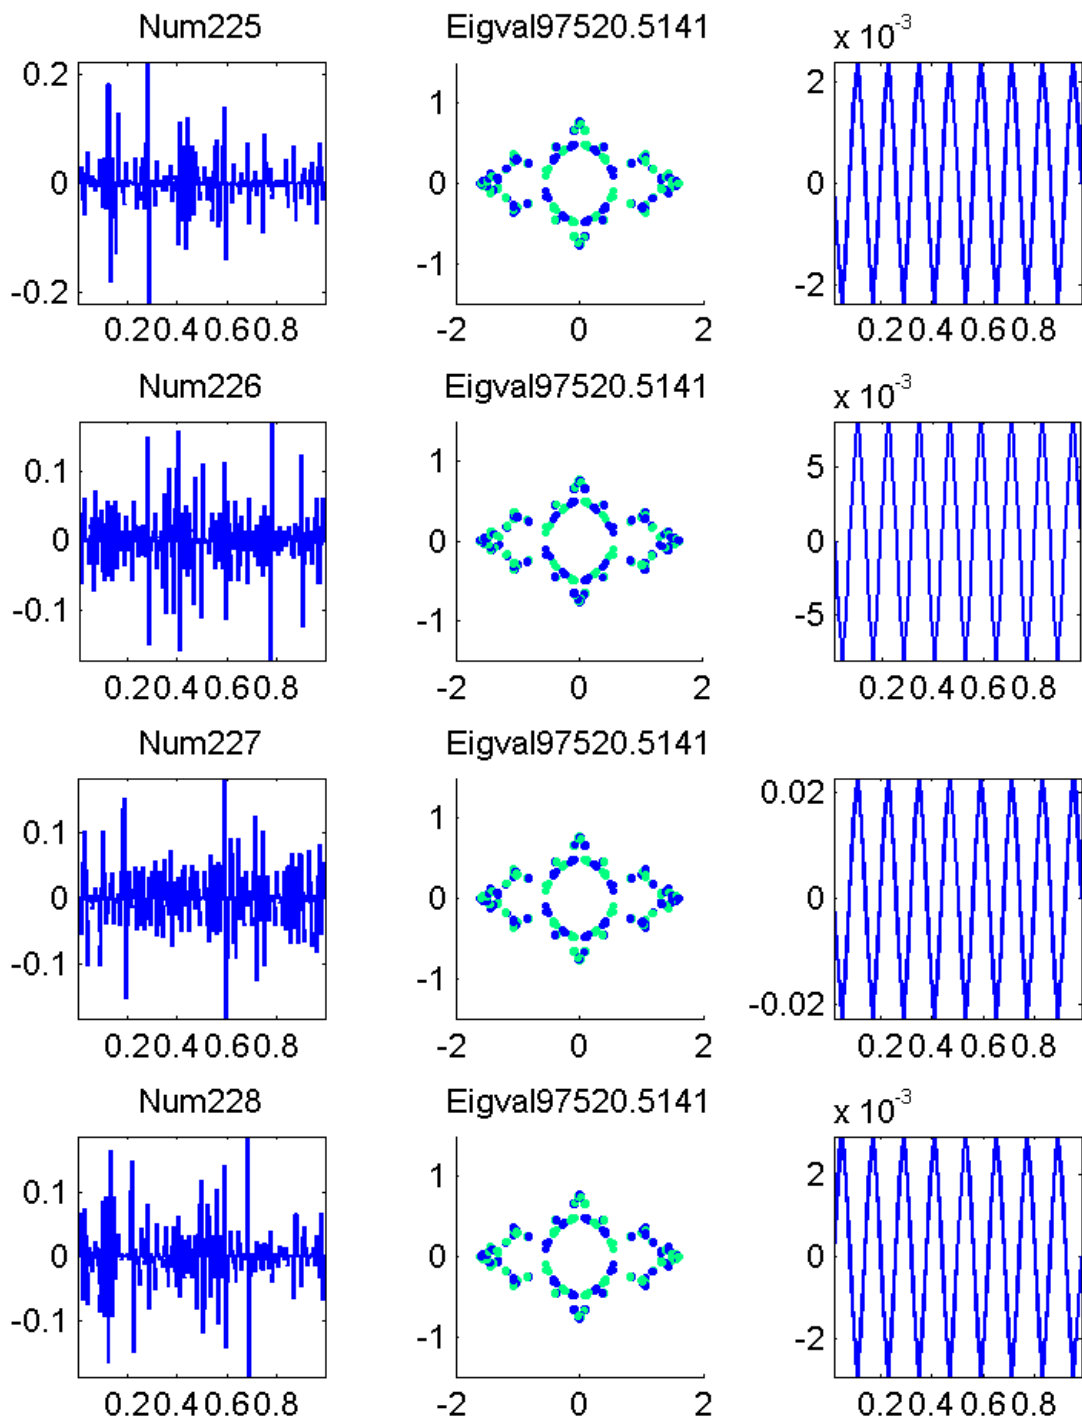 Num225 Eigval97520.5141 x 10-3
0.2 1 2
0 0 0
-0.2 -1 -2
0.20.40.60.8 -2 0 2 0.20.40.60.8
Num226 Eigval97520.5141 x 10-3
0.1 1 5
0 0 0
-0.1 -1 -5
0.20.40.60.8 -2 0 2 0.20.40.60.8
Num227 Eigval97520.5141
0.1 1 0.02
0 0 0
-0.1 -1 -0.02
0.20.40.60.8 -2 0 2 0.20.40.60.8
Num228 Eigval97520.5141 x 10-3
0.1 1 2
0 0 0
-0.1 -1 -2
0.20.40.60.8 -2 0 2 0.20.40.60.8